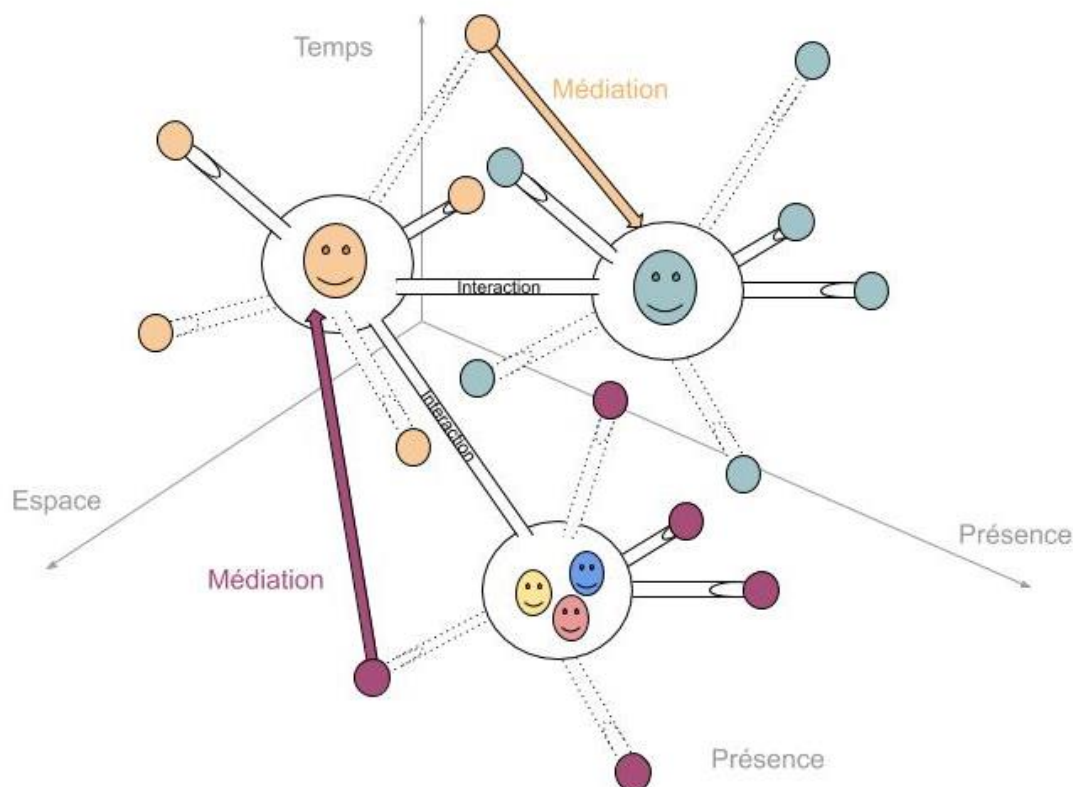 Temps
Médiation
Interaction
Interaction
Espace
Présence
Médiation
Présence